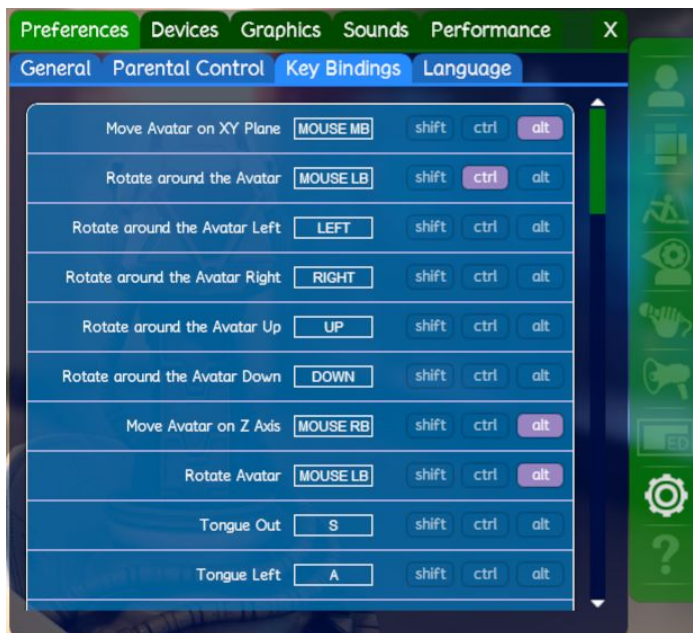 Preferences Devices Graphics Sounds Performance X
General Parental Control Key Bindings Language
Move Avatar on XY Plane MOUSE MB shift ctrl alt
Rotate around the Avatar MOUSE LB shift ctrl alt
Rotate around the Avatar Left LEFT shift ctrl alt
Rotate around the Avatar Right RIGHT shift ctrl alt
Rotate around the Avatar Up UP shift ctrl alt
Rotate around the Avatar Down DOWN shift ctrl alt
Move Avatar on Z Axis MOUSE RB shift ctrl alt
Rotate Avatar MOUSE LB shift ctrl alt
Tongue Out S shift ctrl alt
Tongue Left A shift ctrl alt
ED
?